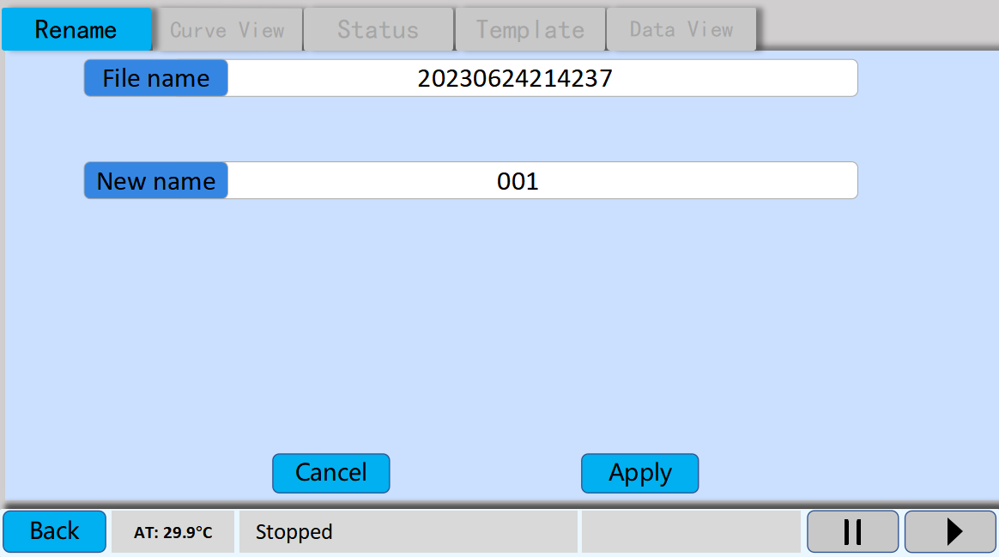 Rename Curve View Status Template Data View
File name 20230624214237
New name 001
Cancel Apply
Back AT: 29.9°C Stopped